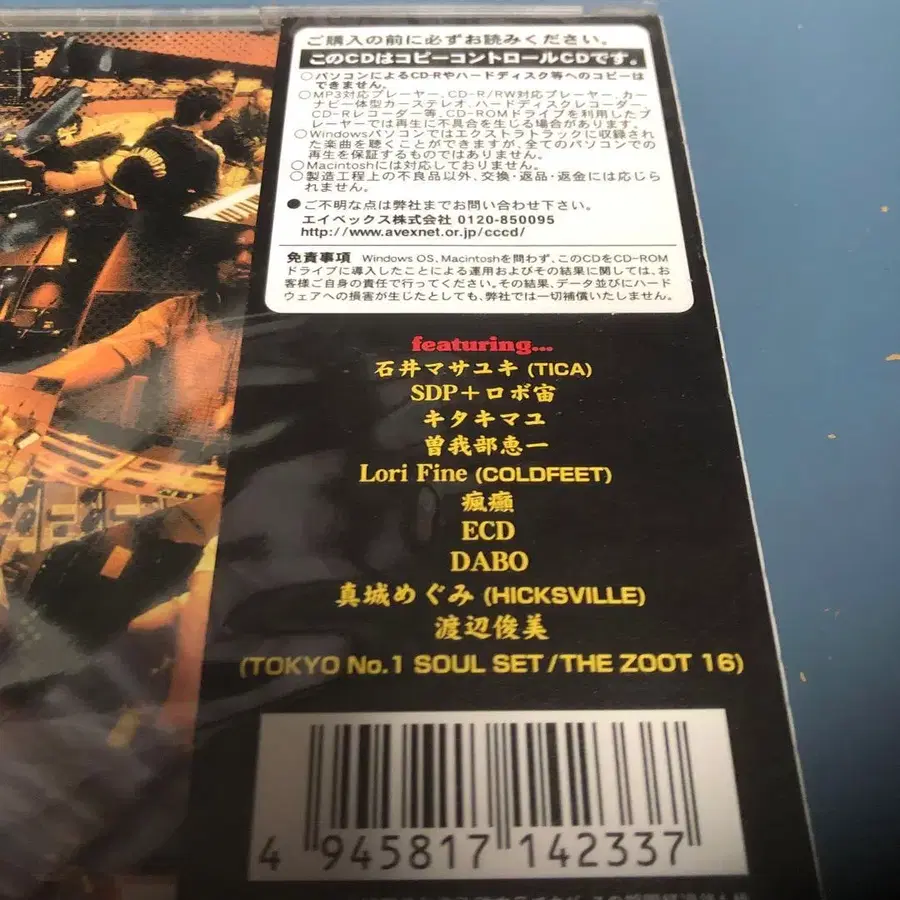 ご購入の前に必ずお読みください。
このCDはコピーコントロールCDです。
○パソコンによるCD-Rやハードディスク等へのコピーは
できません。
○MP3対応プレーヤー、CD-R/RW対応プレーヤー、カー
ナビ一体型カーステレオ、ハードディスクレコーダー、
CD-Rレコーダー等、CD-ROMドライブを利用したプ
レーヤーでは再生に不具合を生じる場合があります。
○Windowsパソコンではエクストラトラックに収録され
た楽曲を聴くことができますが、全てのパソコンでの
再生を保証するものではありません。
○Macintoshには対応しておりません。
○製造工程上の不良品以外、交換・返品・返金には応じら
れません。
●ご不明な点は弊社までお問い合わせ下さい。
エイベックス株式会社 0120-850095
http://www.avexnet.or.jp/cccd/
免責事項 Windows OS、Macintoshを問わず、このCDをCD-ROM
ドライブに導入したことによる運用およびその結果に関しては、お
客様ご自身の責任で行ってください。その結果、データ並びにハード
ウェアへの損害が生じたとしても、弊社では一切補償いたしません。
featuring...
石井マサユキ (TICA)
SDP+ロボ宙
キタキマユ
曽我部恵一
Lori Fine (COLDFEET)
瘋癲
ECD
DABO
真城めぐみ (HICKSVILLE)
渡辺俊美
(TOKYO No.1 SOUL SET/THE ZOOT 16)
4 945817 142337